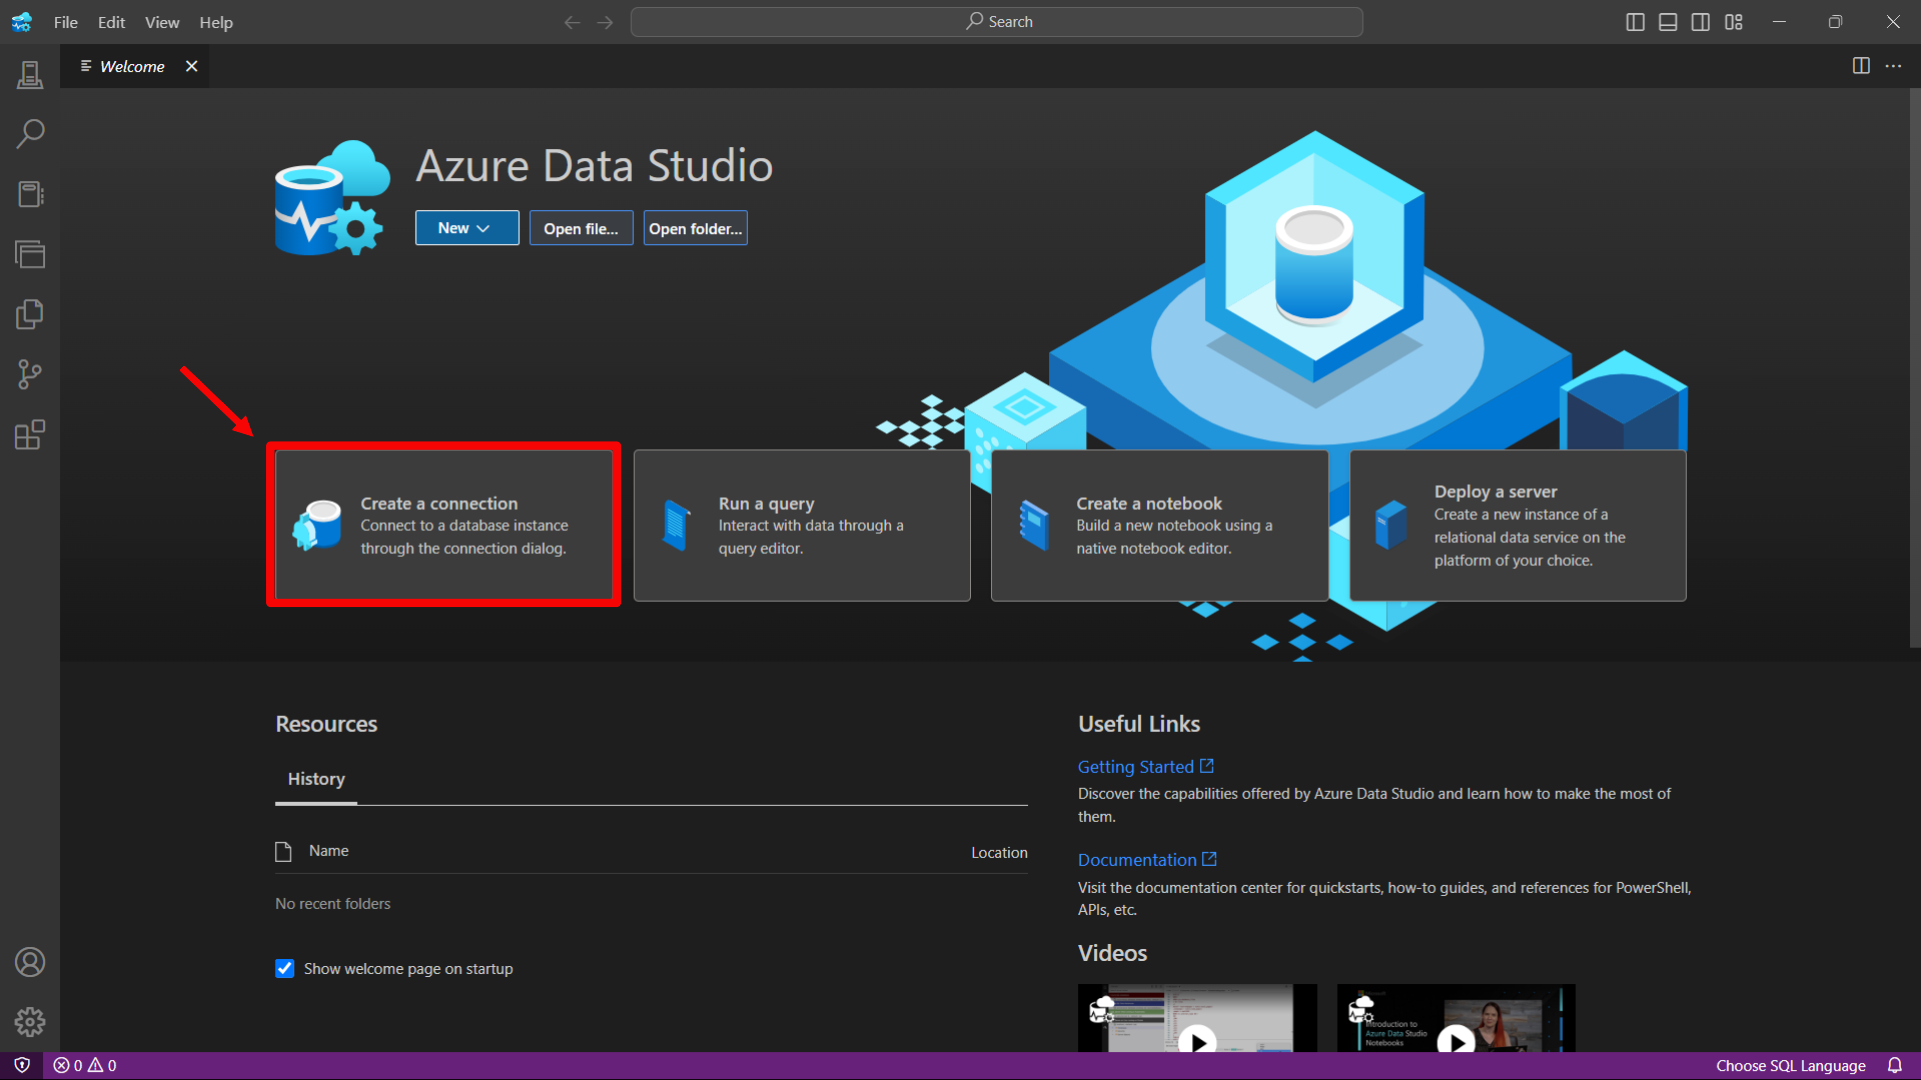 File Edit View Help
Search
Welcome
Azure Data Studio
New
Open file...
Open folder...
Create a connection
Connect to a database instance
through the connection dialog.
Run a query
Interact with data through a
query editor.
Create a notebook
Build a new notebook using a
native notebook editor.
Deploy a server
Create a new instance of a
relational data service on the
platform of your choice.
Resources
History
Name
Location
No recent folders
Show welcome page on startup
Useful Links
Getting Started
Discover the capabilities offered by Azure Data Studio and learn how to make the most of
them.
Documentation
Visit the documentation center for quickstarts, how-to guides, and references for PowerShell,
APIs, etc.
Videos
Introduction to
Azure Data Studio
Notebooks
0 0
Choose SQL Language